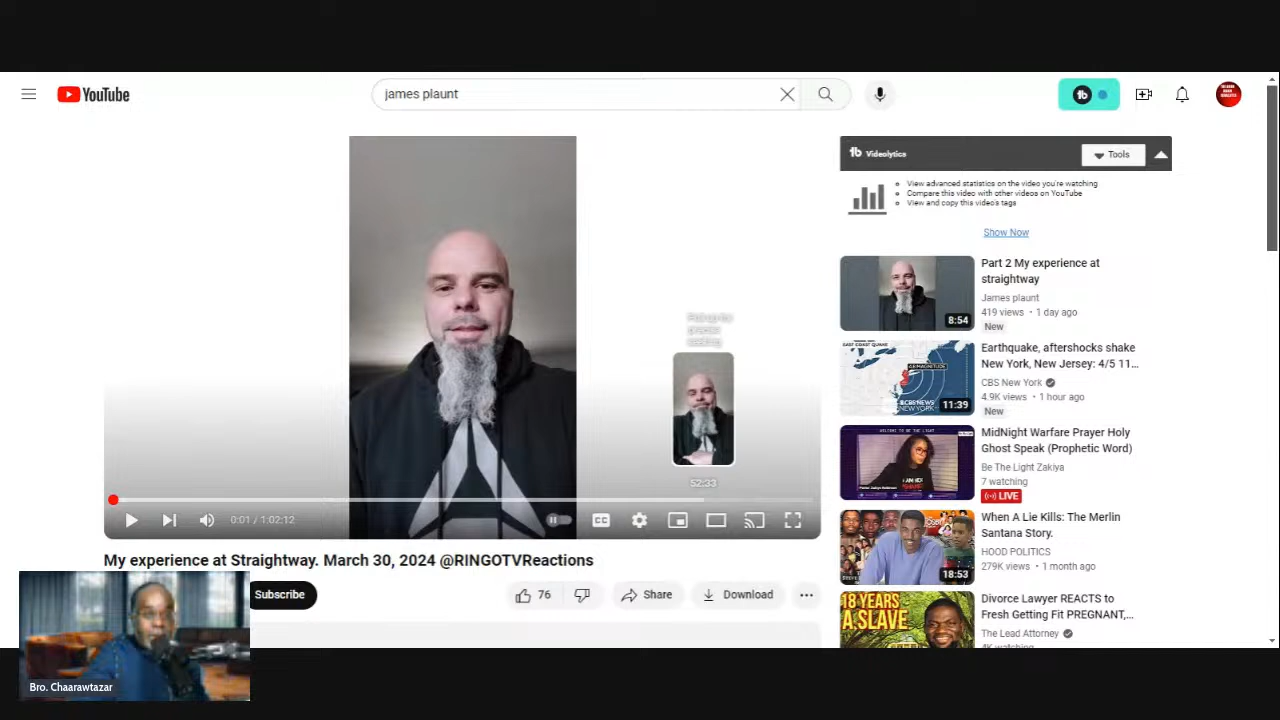 YouTube
james plaunt
Videolytics
Tools
View advanced statistics on the video you're watching
Compare this video with other videos on YouTube
View and copy this video's tags
Show Now
Part 2 My experience at
straightway
James plaunt
419 views • 1 day ago
New
8:54
Earthquake, aftershocks shake
New York, New Jersey: 4/5 11...
CBS New York
4.9K views • 1 hour ago
New
11:39
MidNight Warfare Prayer Holy
Ghost Speak (Prophetic Word)
Be The Light Zakiya
7 watching
LIVE
When A Lie Kills: The Merlin
Santana Story.
HOOD POLITICS
279K views • 1 month ago
18:53
Divorce Lawyer REACTS to
Fresh Getting Fit PREGNANT,...
The Lead Attorney
18 YEARS
A SLAVE
52:33
0:01 / 1:02:12
CC
My experience at Straightway. March 30, 2024 @RINGOTVReactions
Subscribe
76
Share
Download
Bro. Chaarawtazar